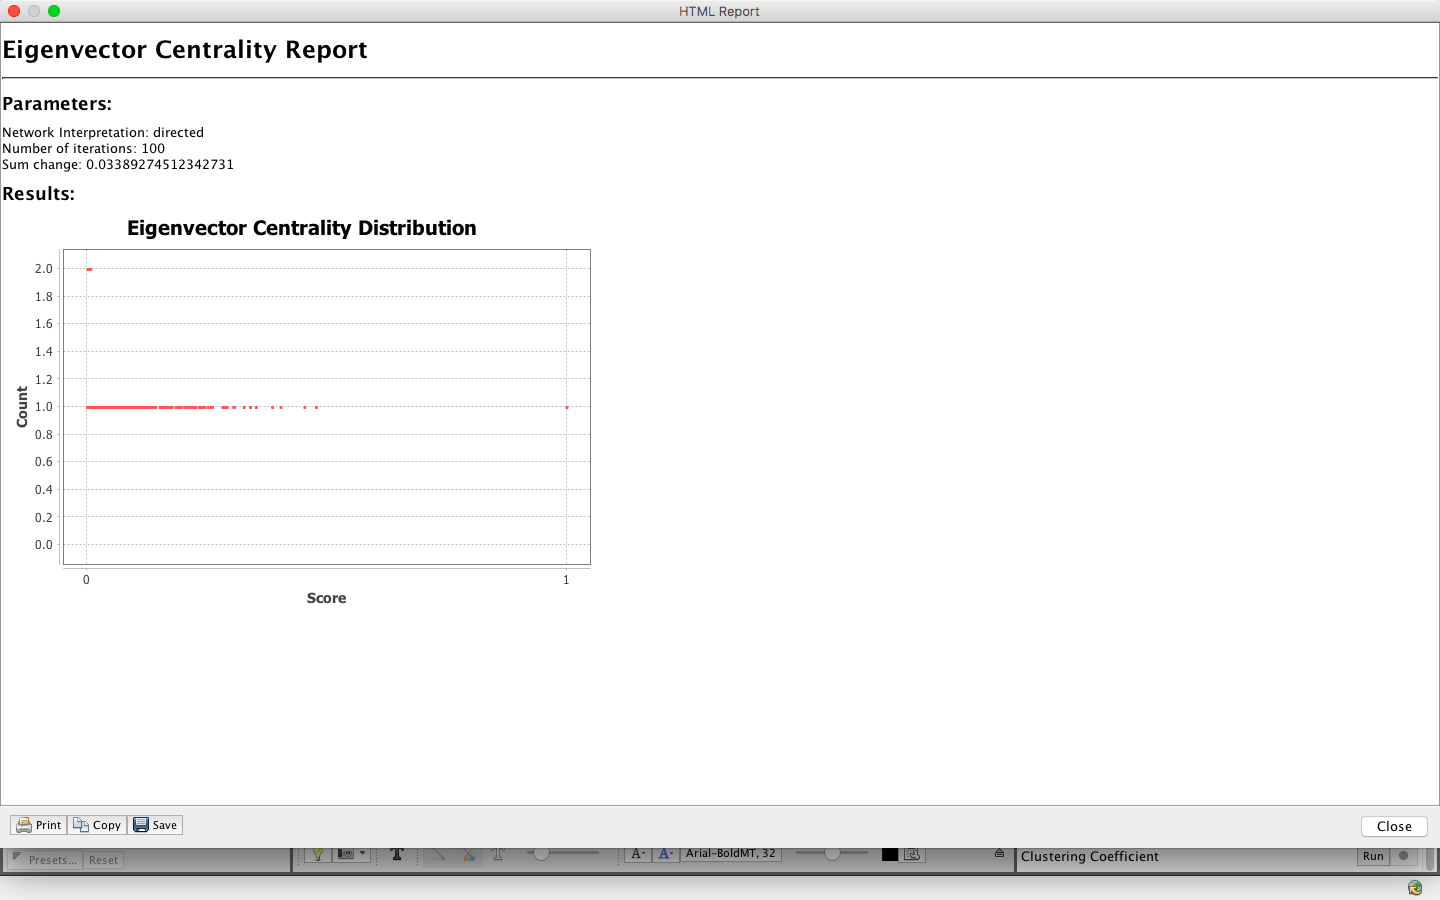 HTML Report
Eigenvector Centrality Report
Parameters:
Network Interpretation: directed
Number of iterations: 100
Sum change: 0.03389274512342731
Results:
Eigenvector Centrality Distribution
2.0
1.8
1.6
1.4
1.2
1.0
0.8
0.6
0.4
0.2
0.0
Count
0 1
Score
Print Copy Save
Close
Presets... Reset
T T A A Arial-BoldMT, 32
Clustering Coefficient Run